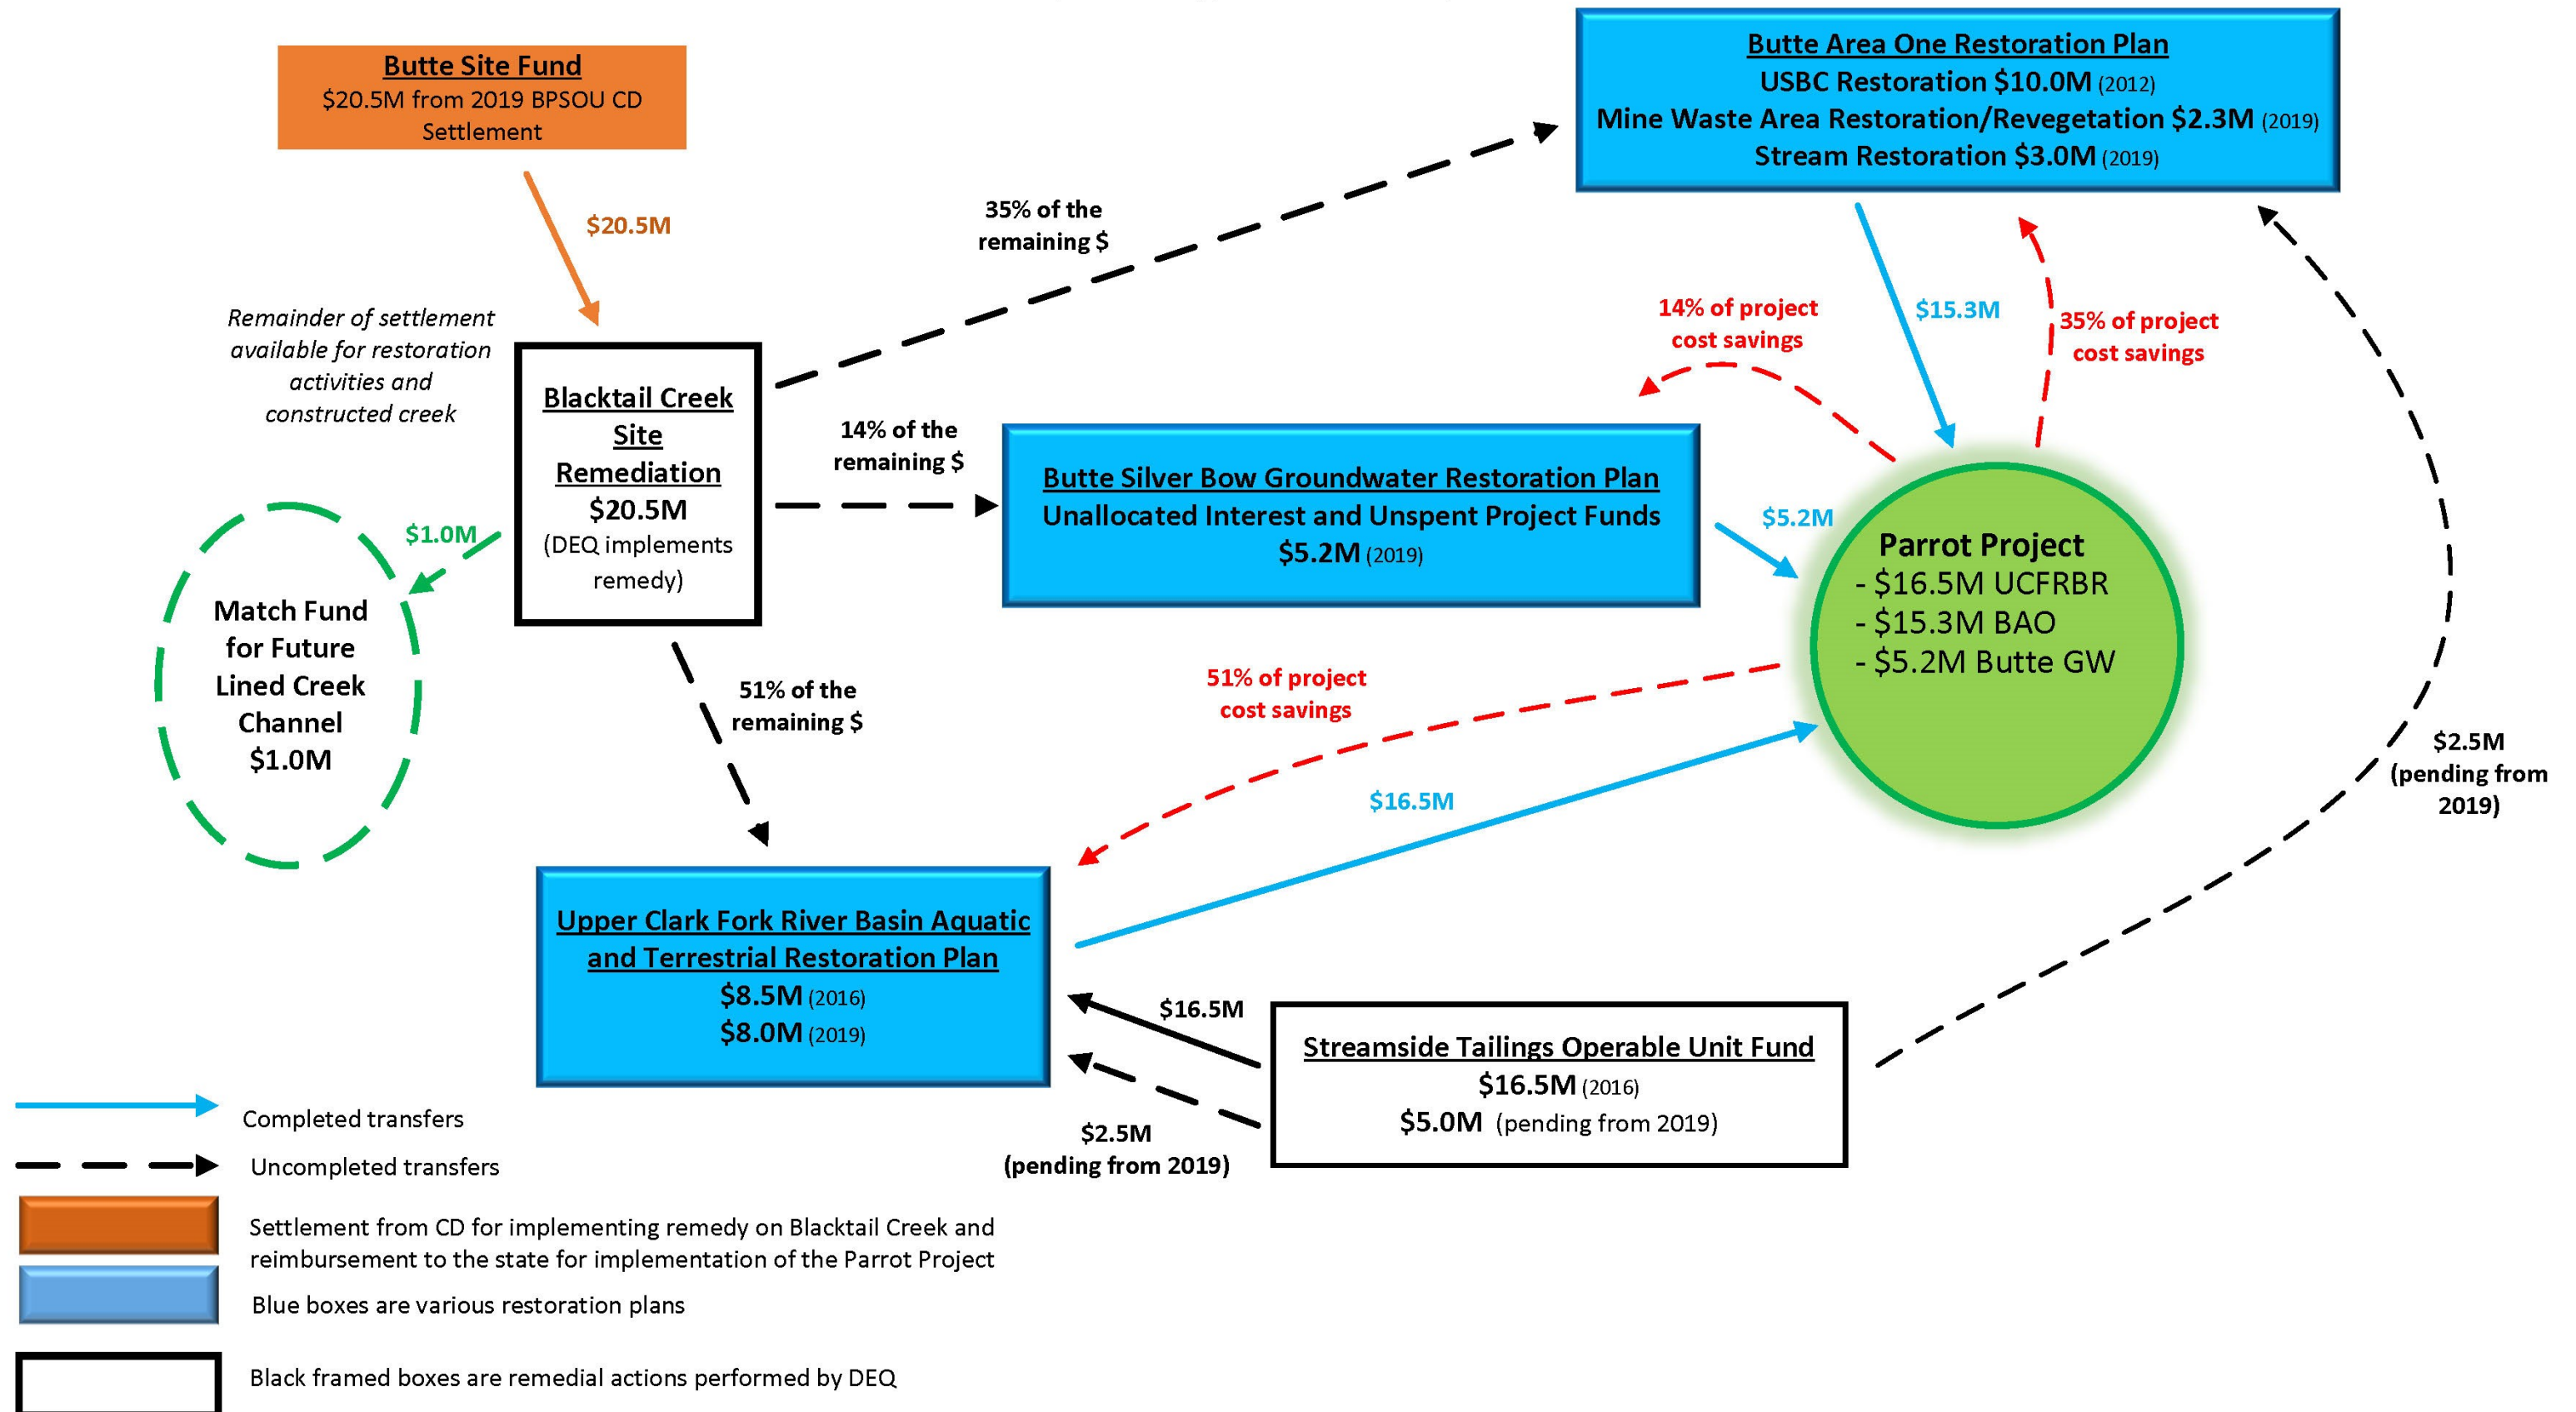 Butte Site Fund
$20.5M from 2019 BPSOU CD
Settlement
$20.5M
Butte Area One Restoration Plan
USBC Restoration $10.0M (2012)
Mine Waste Area Restoration/Revegetation $2.3M (2019)
Stream Restoration $3.0M (2019)
35% of the
remaining $
Remainder of settlement
available for restoration
activities and
constructed creek
Blacktail Creek
Site
Remediation
$20.5M
(DEQ implements
remedy)
14% of the
remaining $
14% of project
cost savings
$15.3M
35% of project
cost savings
Butte Silver Bow Groundwater Restoration Plan
Unallocated Interest and Unspent Project Funds
$5.2M (2019)
$5.2M
Parrot Project
- $16.5M UCFRBR
- $15.3M BAO
- $5.2M Butte GW
$1.0M
Match Fund
for Future
Lined Creek
Channel
$1.0M
51% of the
remaining $
51% of project
cost savings
$16.5M
$2.5M
(pending from
2019)
Upper Clark Fork River Basin Aquatic
and Terrestrial Restoration Plan
$8.5M (2016)
$8.0M (2019)
$16.5M
$2.5M
(pending from 2019)
Streamside Tailings Operable Unit Fund
$16.5M (2016)
$5.0M (pending from 2019)
Completed transfers
Uncompleted transfers
Settlement from CD for implementing remedy on Blacktail Creek and
reimbursement to the state for implementation of the Parrot Project
Blue boxes are various restoration plans
Black framed boxes are remedial actions performed by DEQ